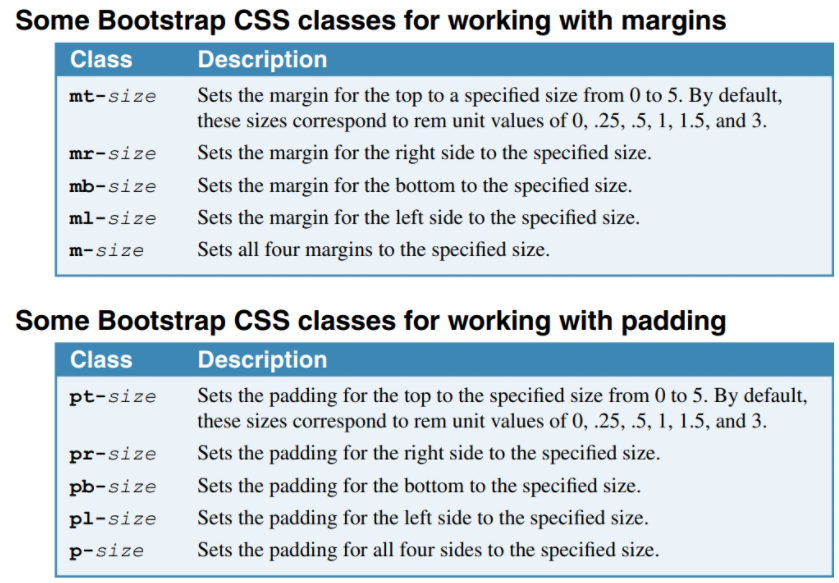 Some Bootstrap CSS classes for working with margins
Class Description
mt-size Sets the margin for the top to a specified size from 0 to 5. By default,
these sizes correspond to rem unit values of 0, .25, .5, 1, 1.5, and 3.
mr-size Sets the margin for the right side to the specified size.
mb-size Sets the margin for the bottom to the specified size.
ml-size Sets the margin for the left side to the specified size.
m-size Sets all four margins to the specified size.
Some Bootstrap CSS classes for working with padding
Class Description
pt-size Sets the padding for the top to the specified size from 0 to 5. By default,
these sizes correspond to rem unit values of 0, .25, .5, 1, 1.5, and 3.
pr-size Sets the padding for the right side to the specified size.
pb-size Sets the padding for the bottom to the specified size.
pl-size Sets the padding for the left side to the specified size.
p-size Sets the padding for all four sides to the specified size.